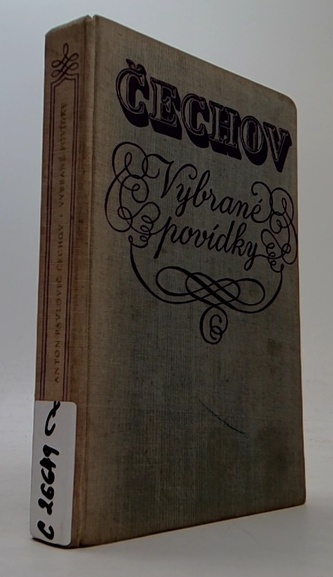 ČECHOV
Vybrané
povídky
ANTON PAVLOVIČ ČECHOV • VYBRANÉ POVÍDKY
C 26649